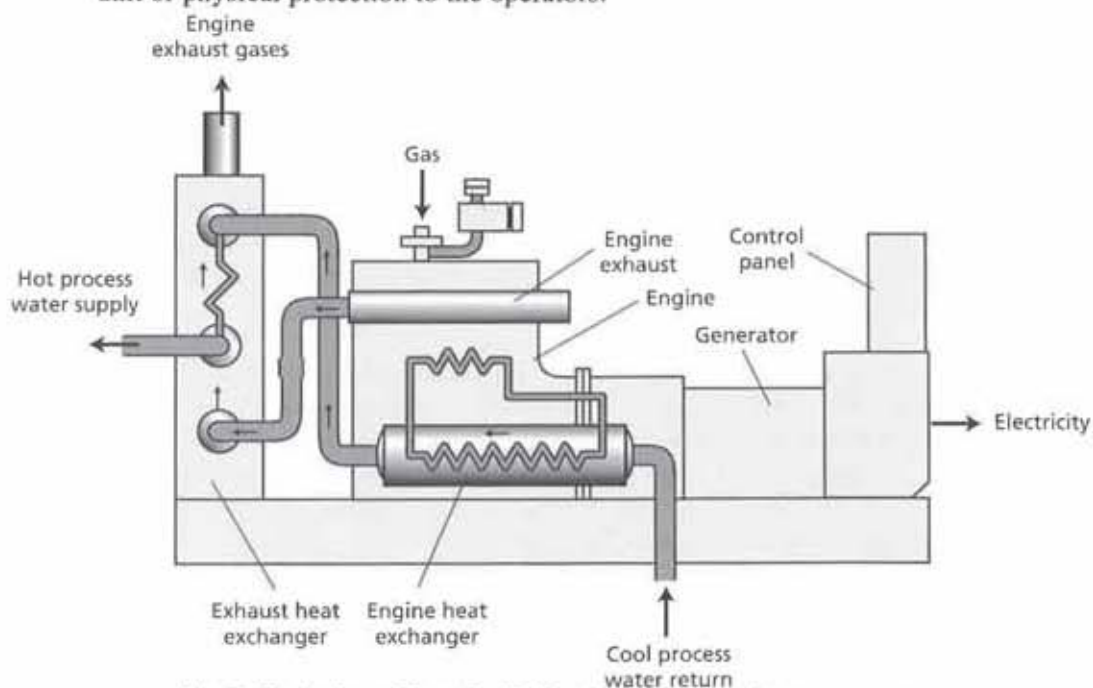 Engine
exhaust gases
Gas
Engine
exhaust
Control
panel
Hot process
water supply
Engine
Generator
Electricity
Exhaust heat
exchanger
Engine heat
exchanger
Cool process
water return